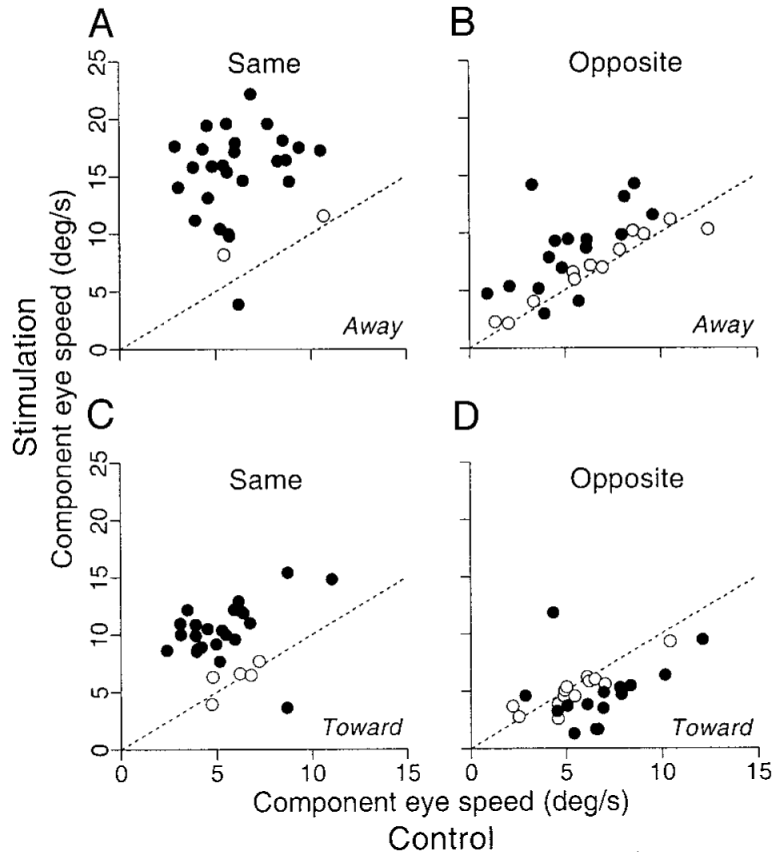 A
B
Same
Opposite
25
20
15
10
5
0
Away
Away
Stimulation
Component eye speed (deg/s)
C
D
Same
Opposite
25
20
15
10
5
0
Toward
Toward
0
5
10
15
0
5
10
15
Component eye speed (deg/s)
Control